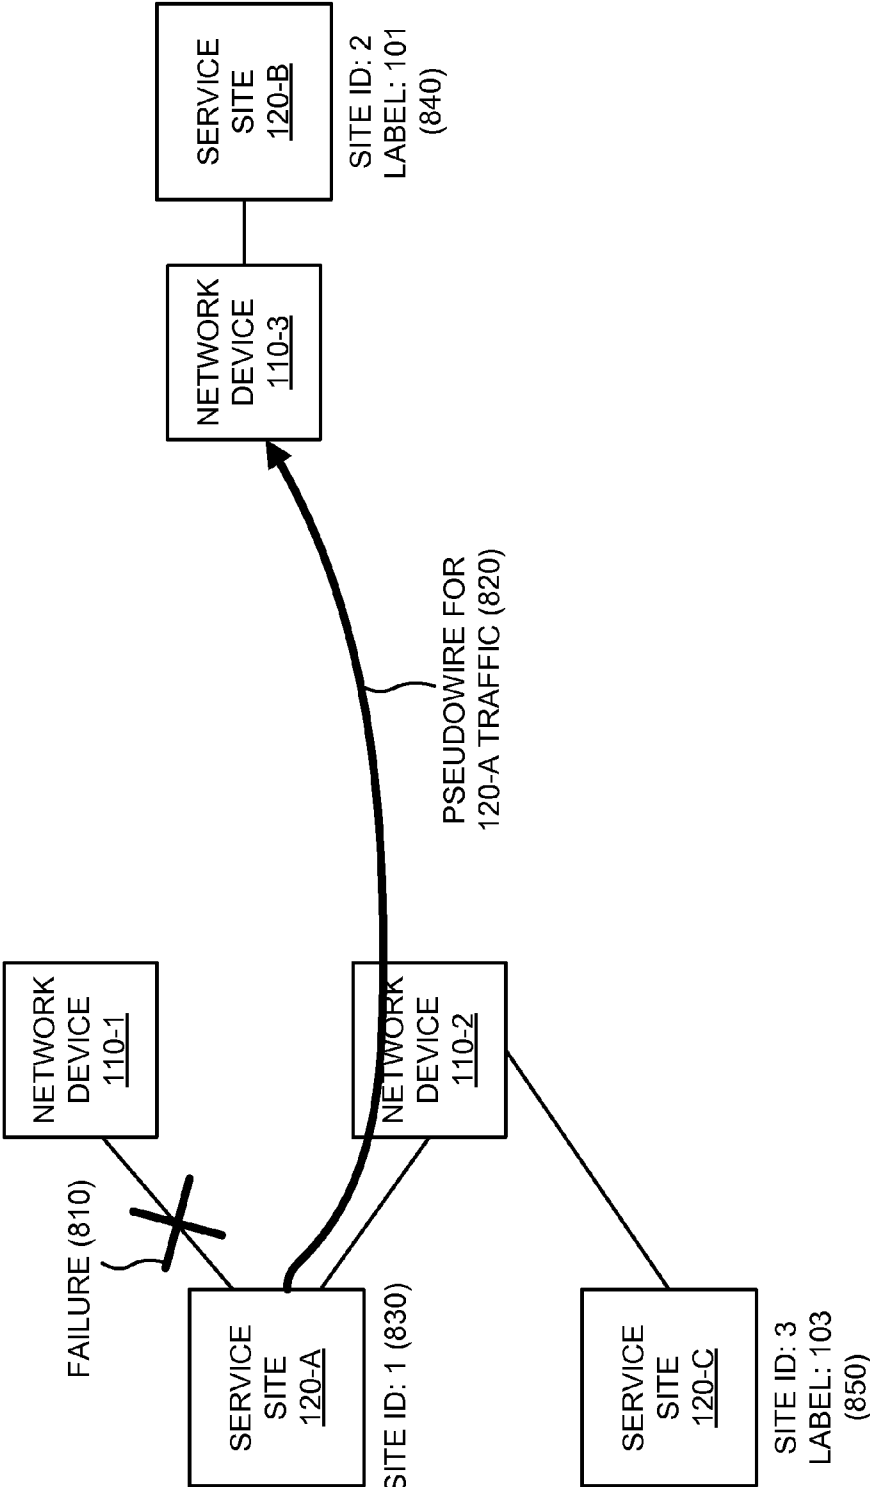 FAILURE (810)
NETWORK
DEVICE
110-1
SERVICE
SITE
120-A
SITE ID: 1 (830)
NETWORK
DEVICE
110-2
PSEUDOWIRE FOR
120-A TRAFFIC (820)
NETWORK
DEVICE
110-3
SERVICE
SITE
120-B
SITE ID: 2
LABEL: 101
(840)
SERVICE
SITE
120-C
SITE ID: 3
LABEL: 103
(850)